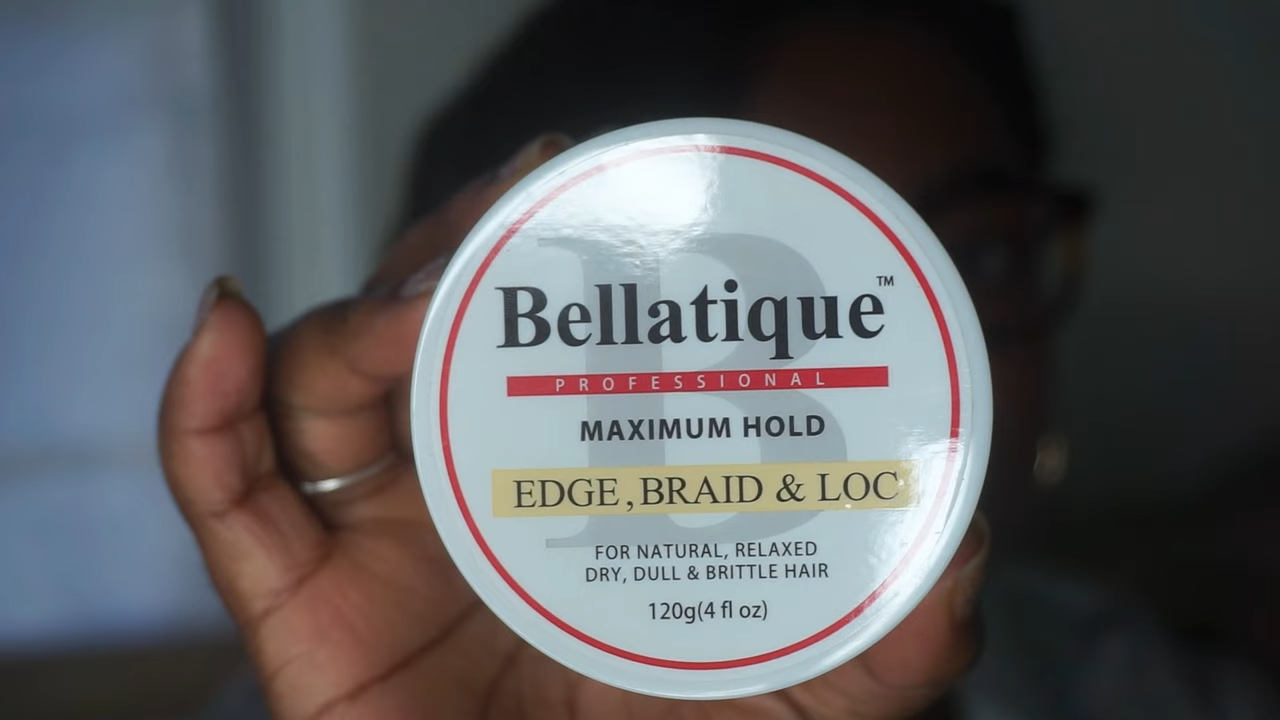 Bellatique™
PROFESSIONAL
MAXIMUM HOLD
EDGE, BRAID & LOC
FOR NATURAL, RELAXED
DRY, DULL & BRITTLE HAIR
120g(4 fl oz)